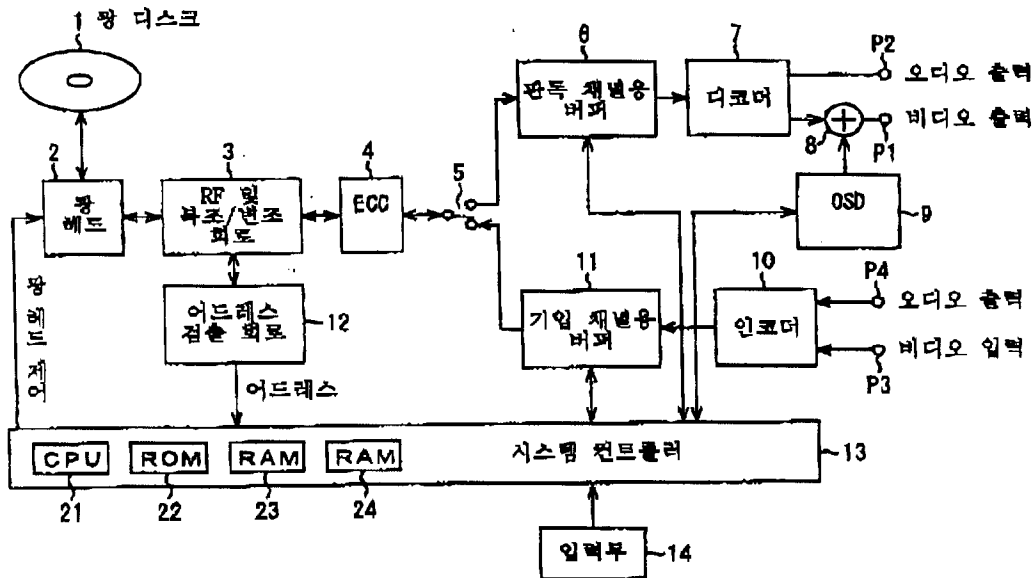 1 광 디스크
2
광
헤드
3
RF 및
복조/변조
회로
4
ECC
5
6
판독 채널용
버퍼
7
디코더
P2
오디오 출력
8
P1
비디오 출력
OSD
9
10
인코더
P4
오디오 출력
P3
비디오 입력
11
기입 채널용
버퍼
어드레스
검출 회로
12
어드레스
광 헤드 제어
CPU
21
ROM
22
RAM
23
RAM
24
시스템 컨트롤러
13
입력부
14